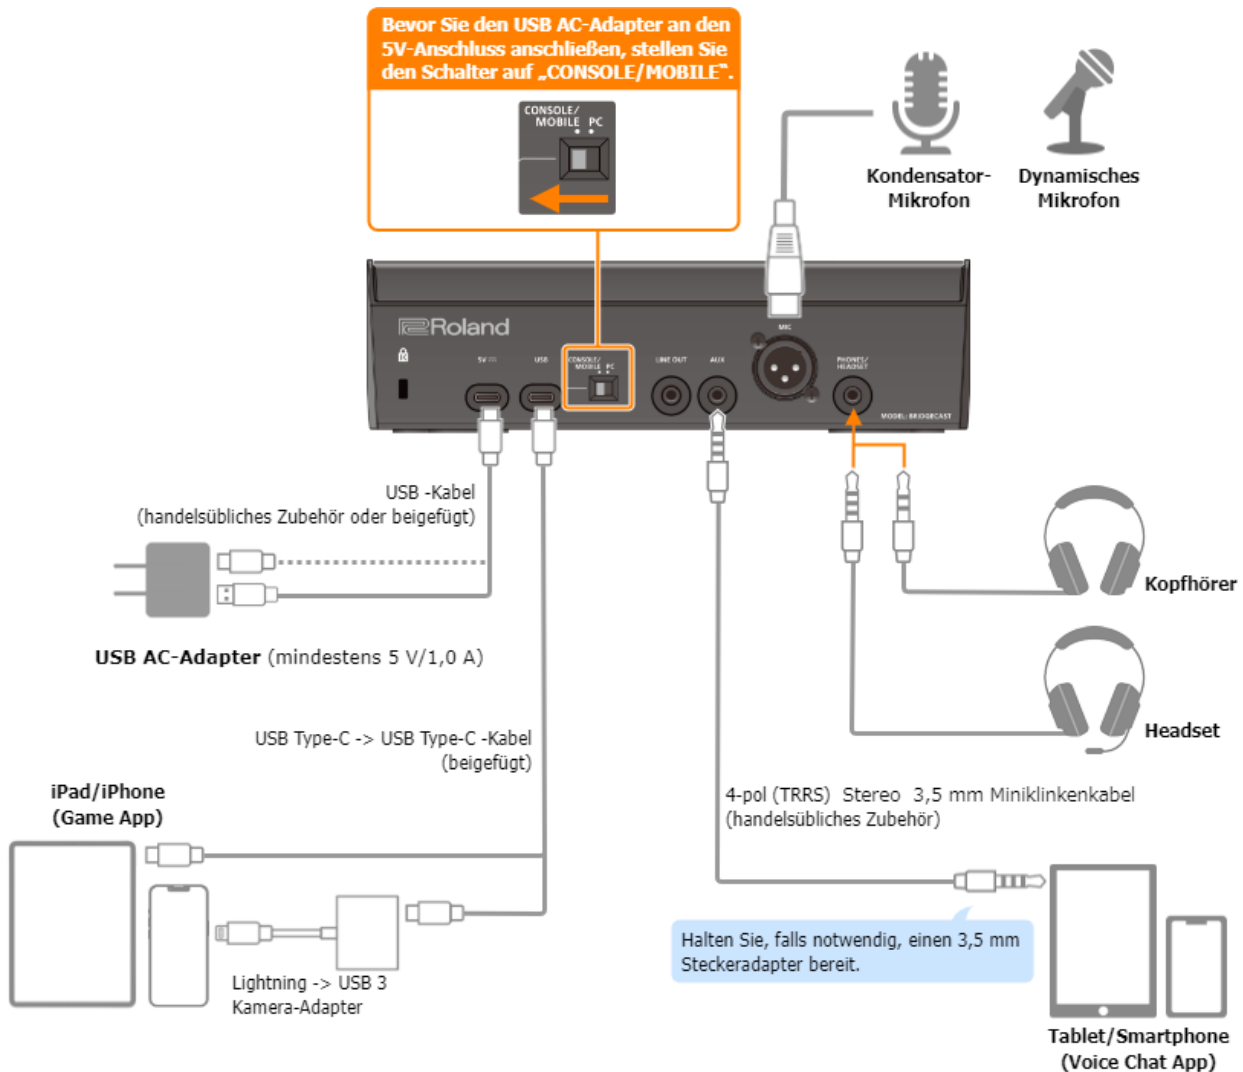 Bevor Sie den USB AC-Adapter an den
5V-Anschluss anschließen, stellen Sie
den Schalter auf „CONSOLE/MOBILE“.
CONSOLE/
MOBILE PC
Kondensator-
Mikrofon
Dynamisches
Mikrofon
Roland
5V
USB
CONSOLE/
MOBILE PC
LINE OUT
AUX
MIC
PHONES/
HEADSET
MODEL: BRIDGECAST
USB -Kabel
(handelsübliches Zubehör oder beigefügt)
Kopfhörer
USB AC-Adapter (mindestens 5 V/1,0 A)
Headset
USB Type-C -> USB Type-C -Kabel
(beigefügt)
iPad/iPhone
(Game App)
4-pol (TRRS) Stereo 3,5 mm Miniklinkenkabel
(handelsübliches Zubehör)
Halten Sie, falls notwendig, einen 3,5 mm
Steckeradapter bereit.
Lightning -> USB 3
Kamera-Adapter
Tablet/Smartphone
(Voice Chat App)